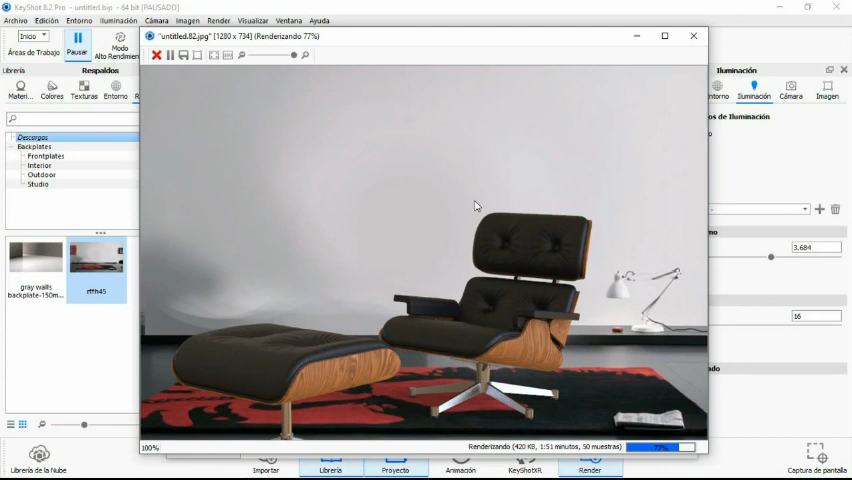 KeyShot 8.2 Pro - untitled.bip - 64 bit [PAUSADO]
Archivo Edición Entorno Iluminación Cámara Imagen Render Visualizar Ventana Ayuda
Inicio
Áreas de Trabajo
Pausar
Modo
Alto Rendimien
"untitled.82.jpg" [1280 x 734] (Renderizando 77%)
Librería
Respaldos
Iluminación
Materi...
Colores
Texturas
Entorno
R
ntorno
Iluminación
Cámara
Imagen
os de Iluminación
o
Descargas
Backplates
Frontplates
Interior
Outdoor
Studio
mo
3.684
16
ado
gray walls
backplate-150m...
rffh45
100%
Renderizando (420 KB, 1:51 minutos, 50 muestras)
77%
Librería de la Nube
Importar
Librería
Proyecto
Animación
KeyShotXR
Render
Captura de pantalla